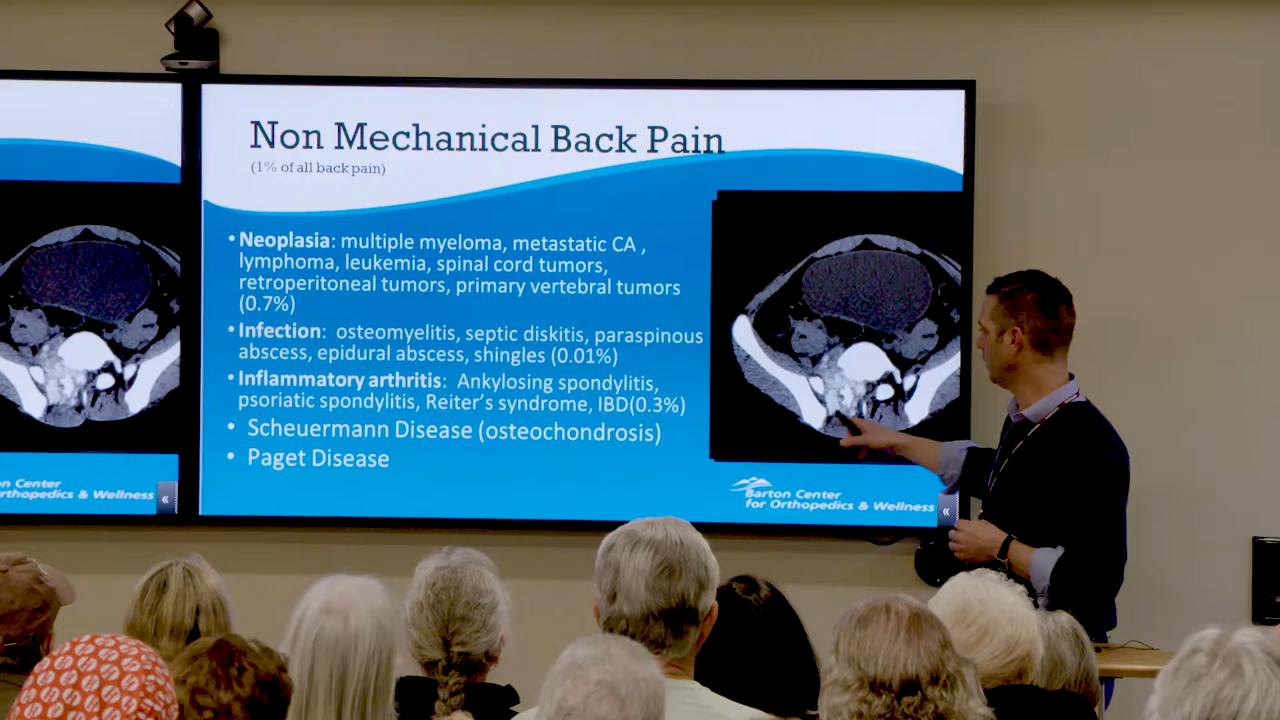 Non Mechanical Back Pain
(1% of all back pain)
• Neoplasia: multiple myeloma, metastatic CA ,
lymphoma, leukemia, spinal cord tumors,
retroperitoneal tumors, primary vertebral tumors
(0.7%)
• Infection:  osteomyelitis, septic diskitis, paraspinous
abscess, epidural abscess, shingles (0.01%)
• Inflammatory arthritis:  Ankylosing spondylitis,
psoriatic spondylitis, Reiter's syndrome, IBD(0.3%)
• Scheuermann Disease (osteochondrosis)
• Paget Disease
Barton Center
for Orthopedics & Wellness
«
on Center
rthopedics & Wellness
«